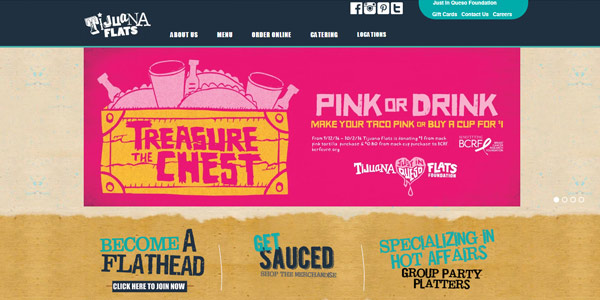 TIJUANA
FLATS
Just In Queso Foundation
Gift Cards Contact Us Careers
ABOUT US MENU ORDER ONLINE CATERING LOCATIONS
TREASURE
THE CHEST
PINK OR DRINK
MAKE YOUR TACO PINK OR BUY A CUP FOR $1
From 9/12/16 - 10/2/16 Tijuana Flats is donating $1 from each
pink tortilla purchase & $0.80 from each cup purchase to BCRF
bcrfcure.org
BENEFITING
BCRF
TIJUANA JUST IN QUESO FLATS
FOUNDATION
BECOME A
FLATHEAD
CLICK HERE TO JOIN NOW
GET
SAUCED
SHOP THE MERCHANDISE
SPECIALIZING IN
HOT AFFAIRS
GROUP PARTY
PLATTERS